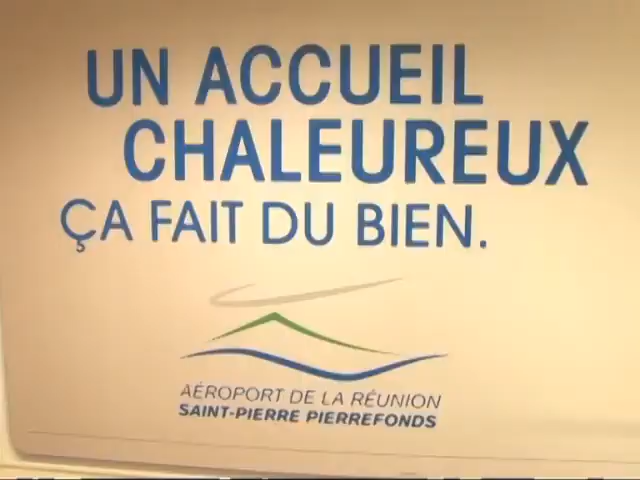 UN ACCUEIL
CHALEUREUX
ÇA FAIT DU BIEN.
AÉROPORT DE LA RÉUNION
SAINT-PIERRE PIERREFONDS